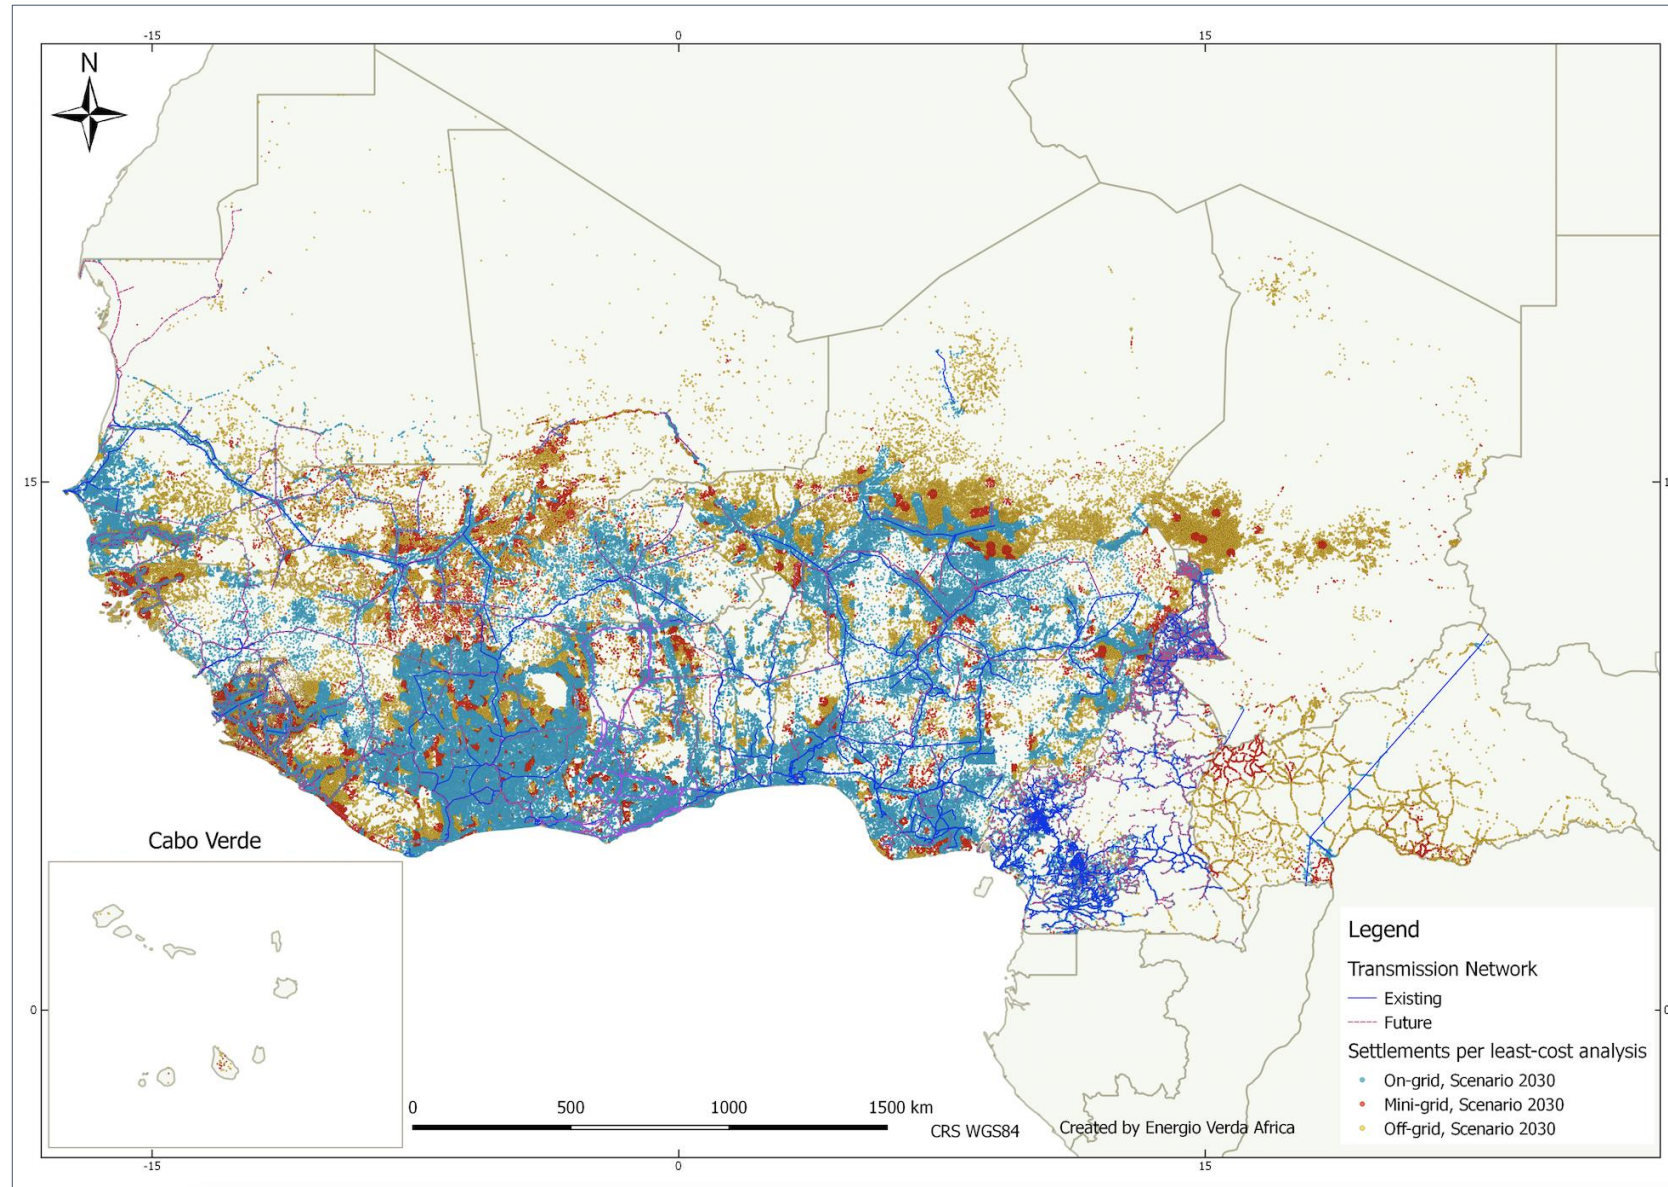 -15 0 15
N
15 1
Cabo Verde
Legend
Transmission Network
Existing
Future
0 0
Settlements per least-cost analysis
On-grid, Scenario 2030
Mini-grid, Scenario 2030
Off-grid, Scenario 2030
0 500 1000 1500 km
CRS WGS84 Created by Energio Verda Africa
-15 0 15